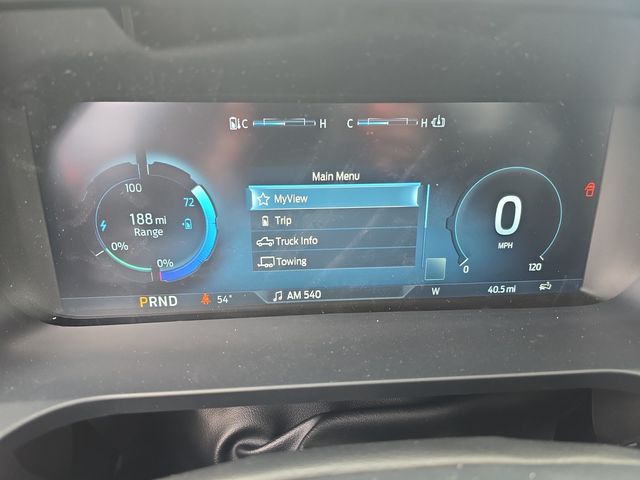 C H C H
Main Menu
MyView
Trip
Truck Info
Towing
100
72
188 mi
Range
0%
0%
0
MPH
0 120
PRND 54° AM 540 W 40.5 mi